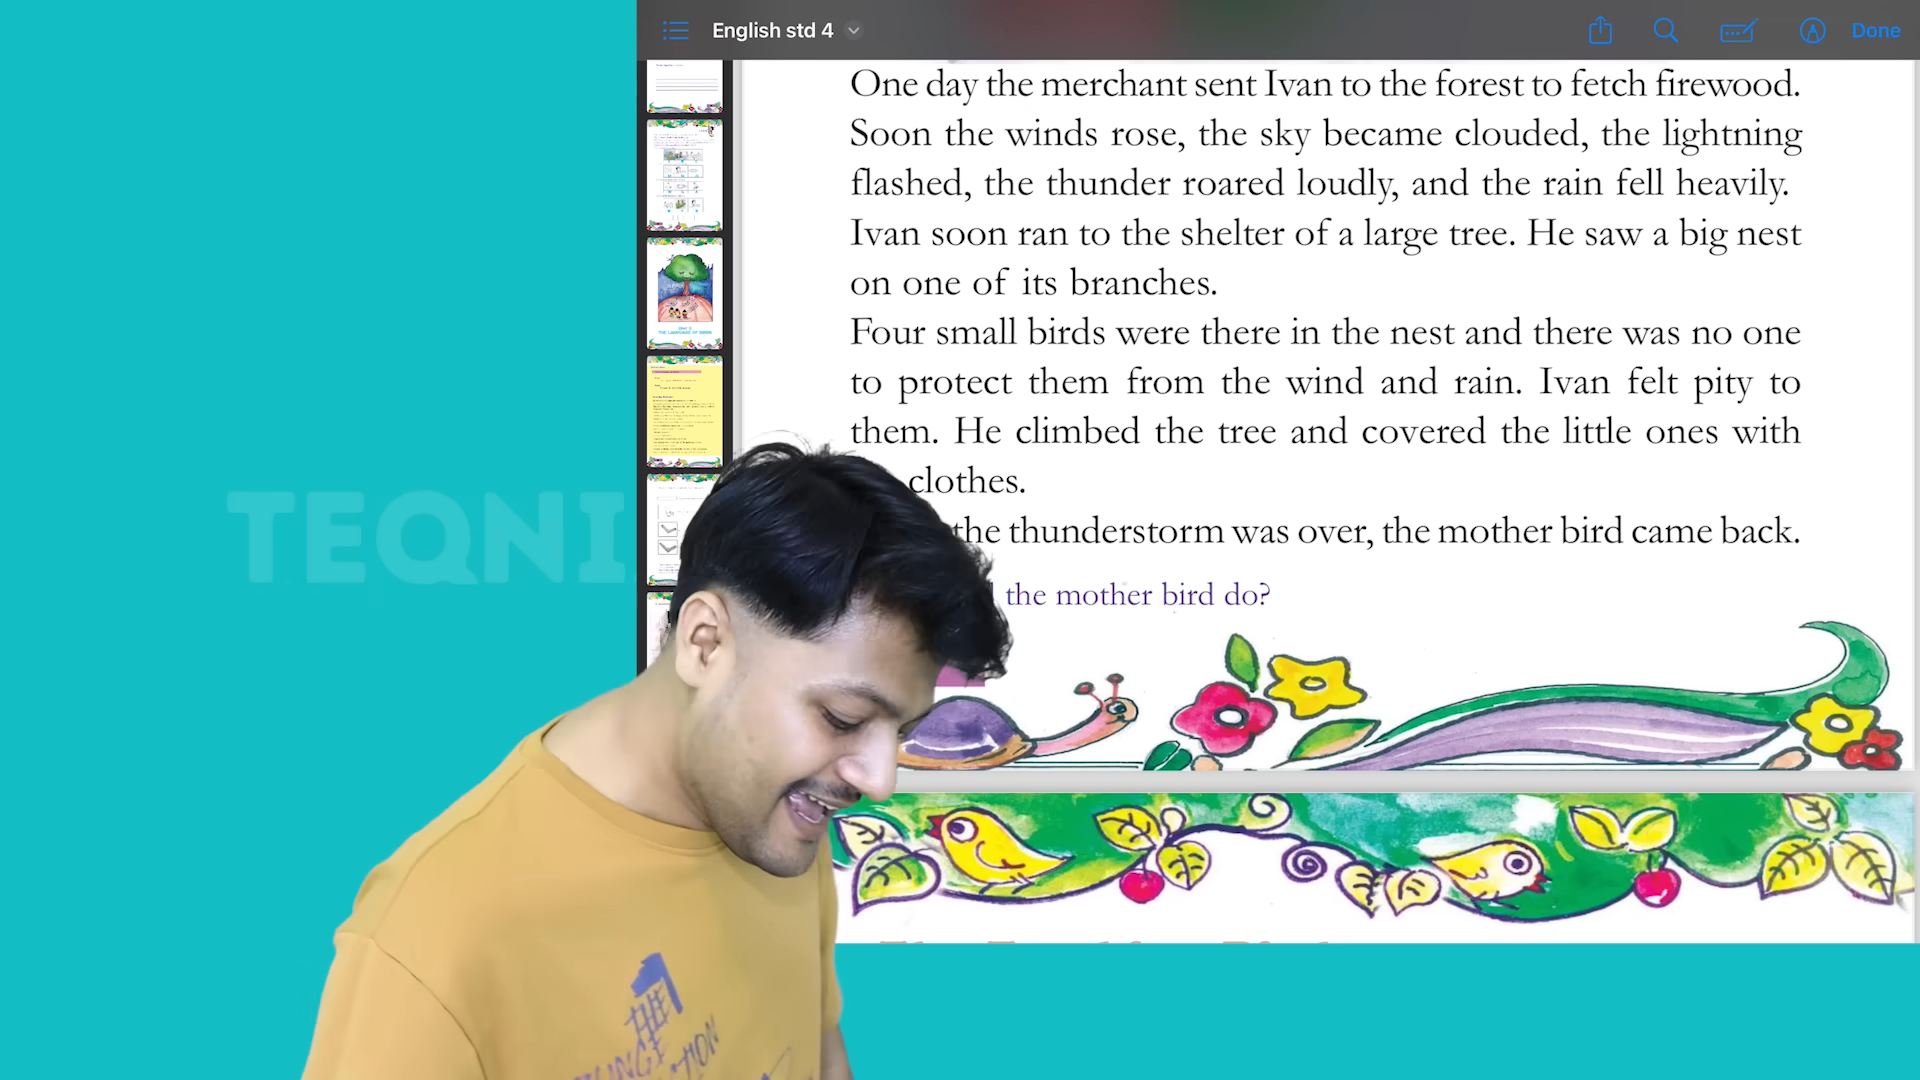 English std 4
Done
One day the merchant sent Ivan to the forest to fetch firewood.
Soon the winds rose, the sky became clouded, the lightning
flashed, the thunder roared loudly, and the rain fell heavily.
Ivan soon ran to the shelter of a large tree. He saw a big nest
on one of its branches.
Four small birds were there in the nest and there was no one
to protect them from the wind and rain. Ivan felt pity to
them. He climbed the tree and covered the little ones with
clothes.
the thunderstorm was over, the mother bird came back.
the mother bird do?
TEQNI
THE